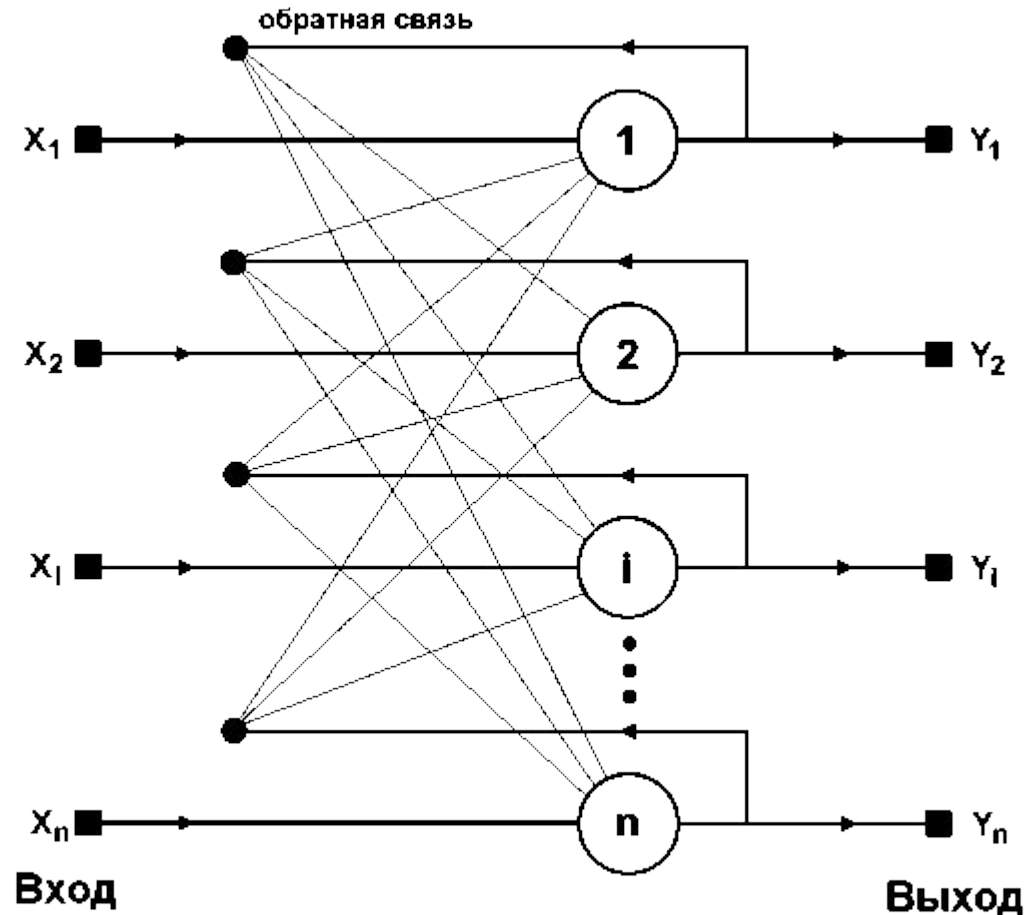 обратная связь
X₁ 1 Y₁
X₂ 2 Y₂
Xᵢ i Yᵢ
Xₙ n Yₙ
Вход Выход